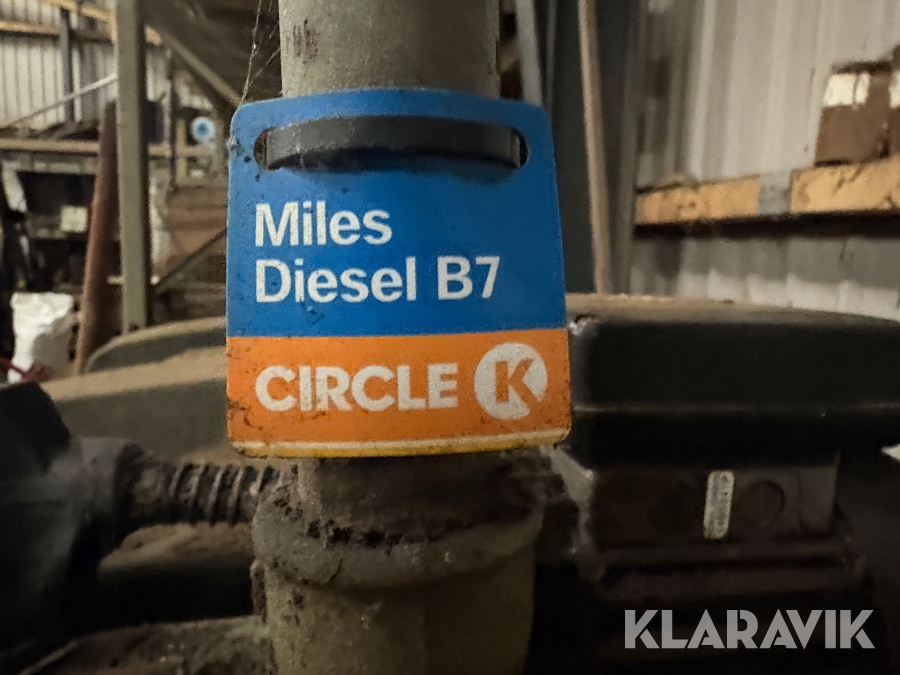 Miles
Diesel B7
CIRCLE K
KLARAVIK